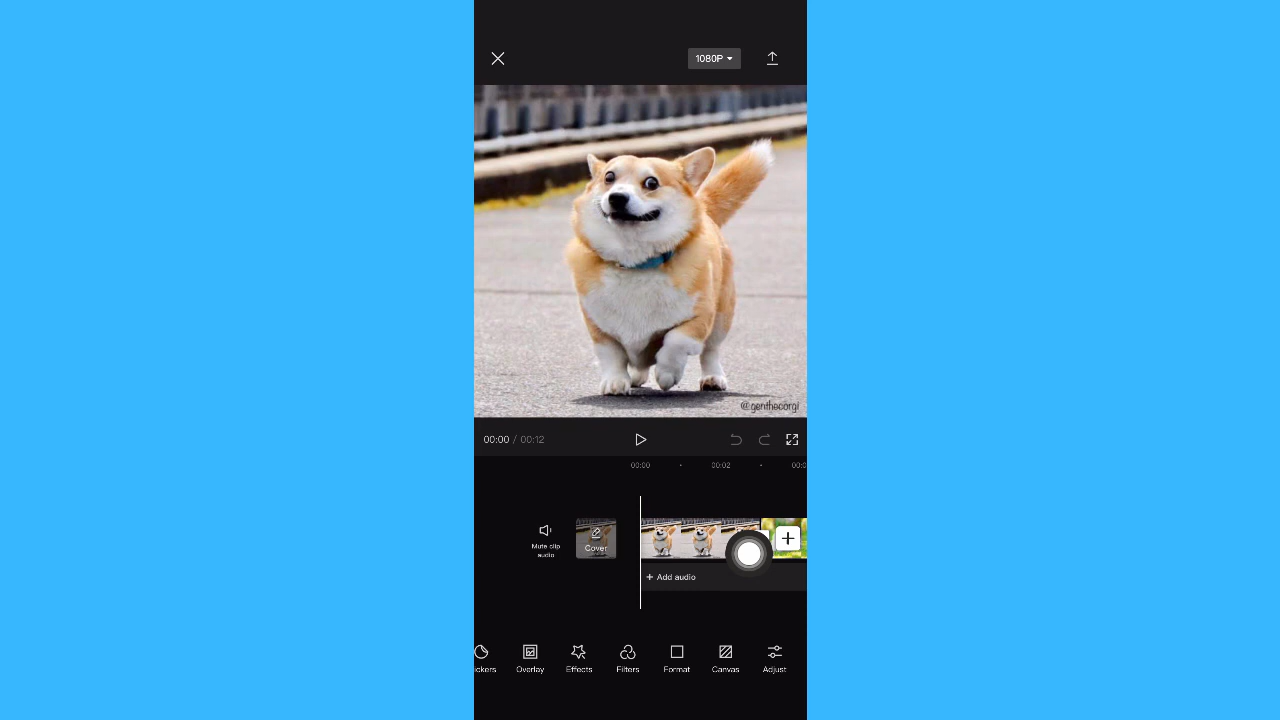 1080P
@genthecorgi
00:00 / 00:12
00:00 00:02
Mute clip
audio
Cover
Add audio
Overlay Effects Filters Format Canvas Adjust